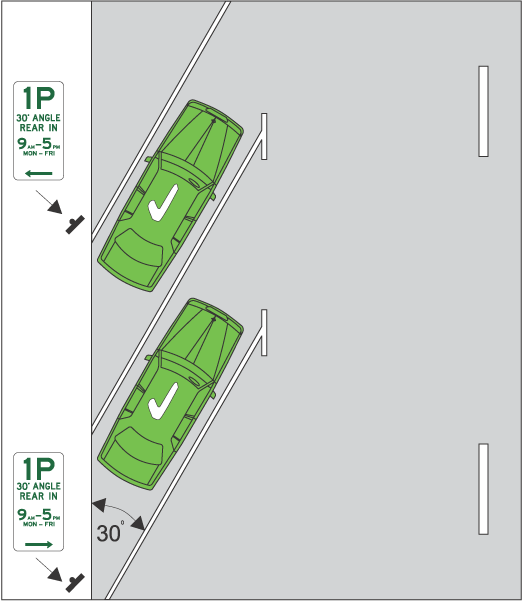 1P
30° ANGLE
REAR IN
9AM-5PM
MON – FRI
1P
30° ANGLE
REAR IN
9AM-5PM
MON – FRI
30°